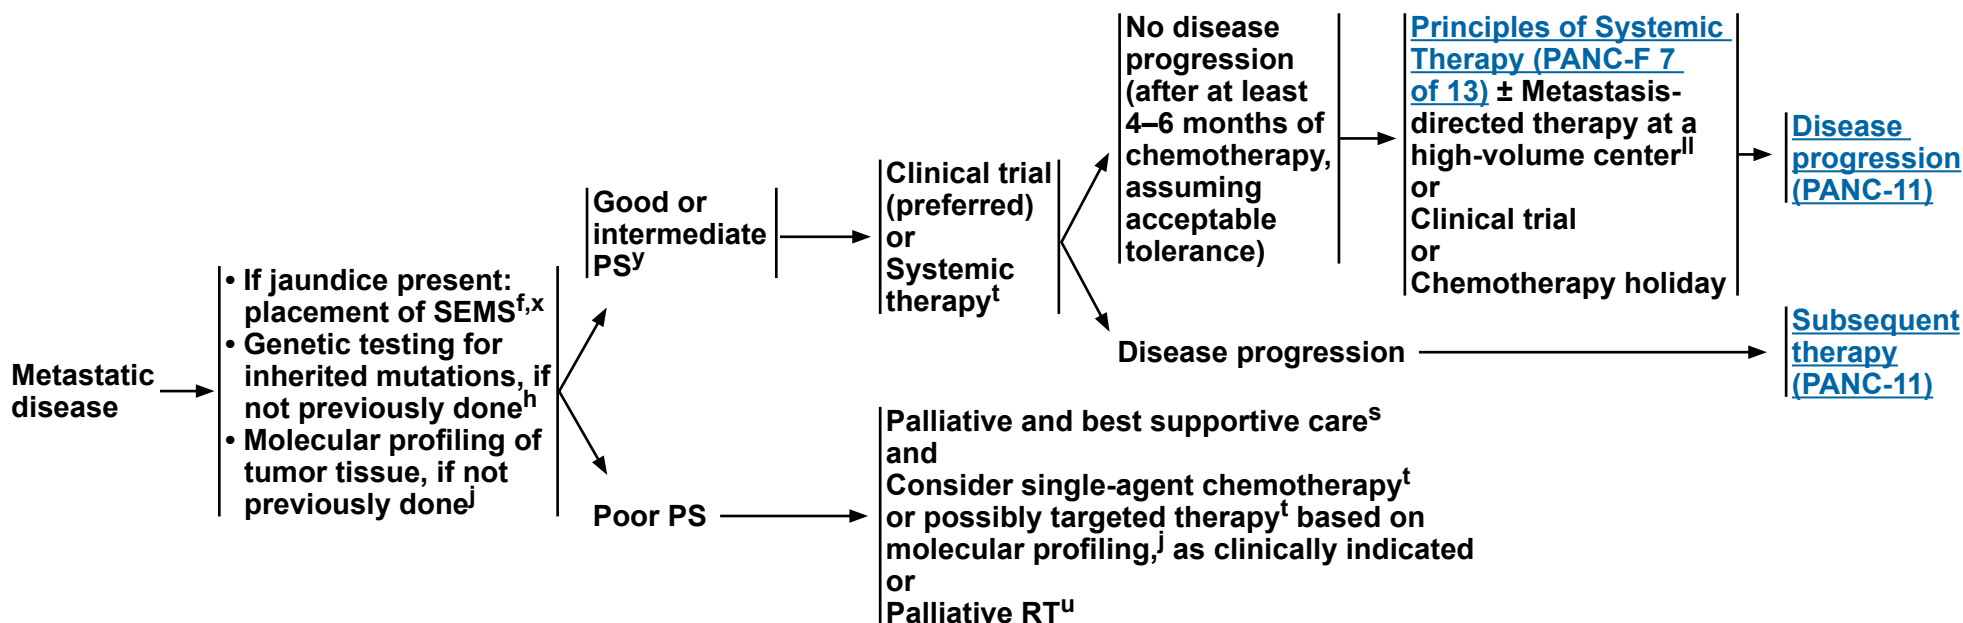 Metastatic
disease
• If jaundice present:
placement of SEMSf,x
• Genetic testing for
inherited mutations, if
not previously doneh
• Molecular profiling of
tumor tissue, if not
previously donej
Good or
intermediate
PSy
Clinical trial
(preferred)
or
Systemic
therapyt
No disease
progression
(after at least
4–6 months of
chemotherapy,
assuming
acceptable
tolerance)
Principles of Systemic
Therapy (PANC-F 7
of 13) ± Metastasis-
directed therapy at a
high-volume centerll
or
Clinical trial
or
Chemotherapy holiday
Disease
progression
(PANC-11)
Disease progression
Subsequent
therapy
(PANC-11)
Poor PS
Palliative and best supportive cares
and
Consider single-agent chemotherapyt
or possibly targeted therapyt based on
molecular profiling,j as clinically indicated
or
Palliative RTu